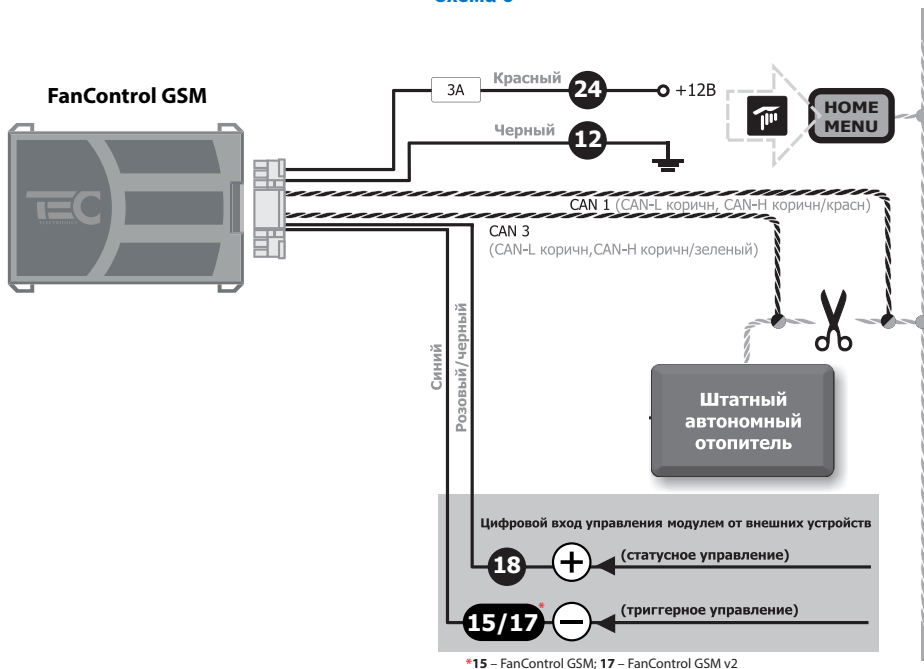 FanControl GSM
TEC
3А
Красный
24
+12В
Черный
12
HOME
MENU
CAN 1 (CAN-L коричн, CAN-H коричн/красн)
CAN 3
(CAN-L коричн,CAN-H коричн/зеленый)
Синий
Розовый/черный
Штатный
автономный
отопитель
Цифровой вход управления модулем от внешних устройств
18
+
(статусное управление)
15/17*
−
(триггерное управление)
*15 – FanControl GSM; 17 – FanControl GSM v2